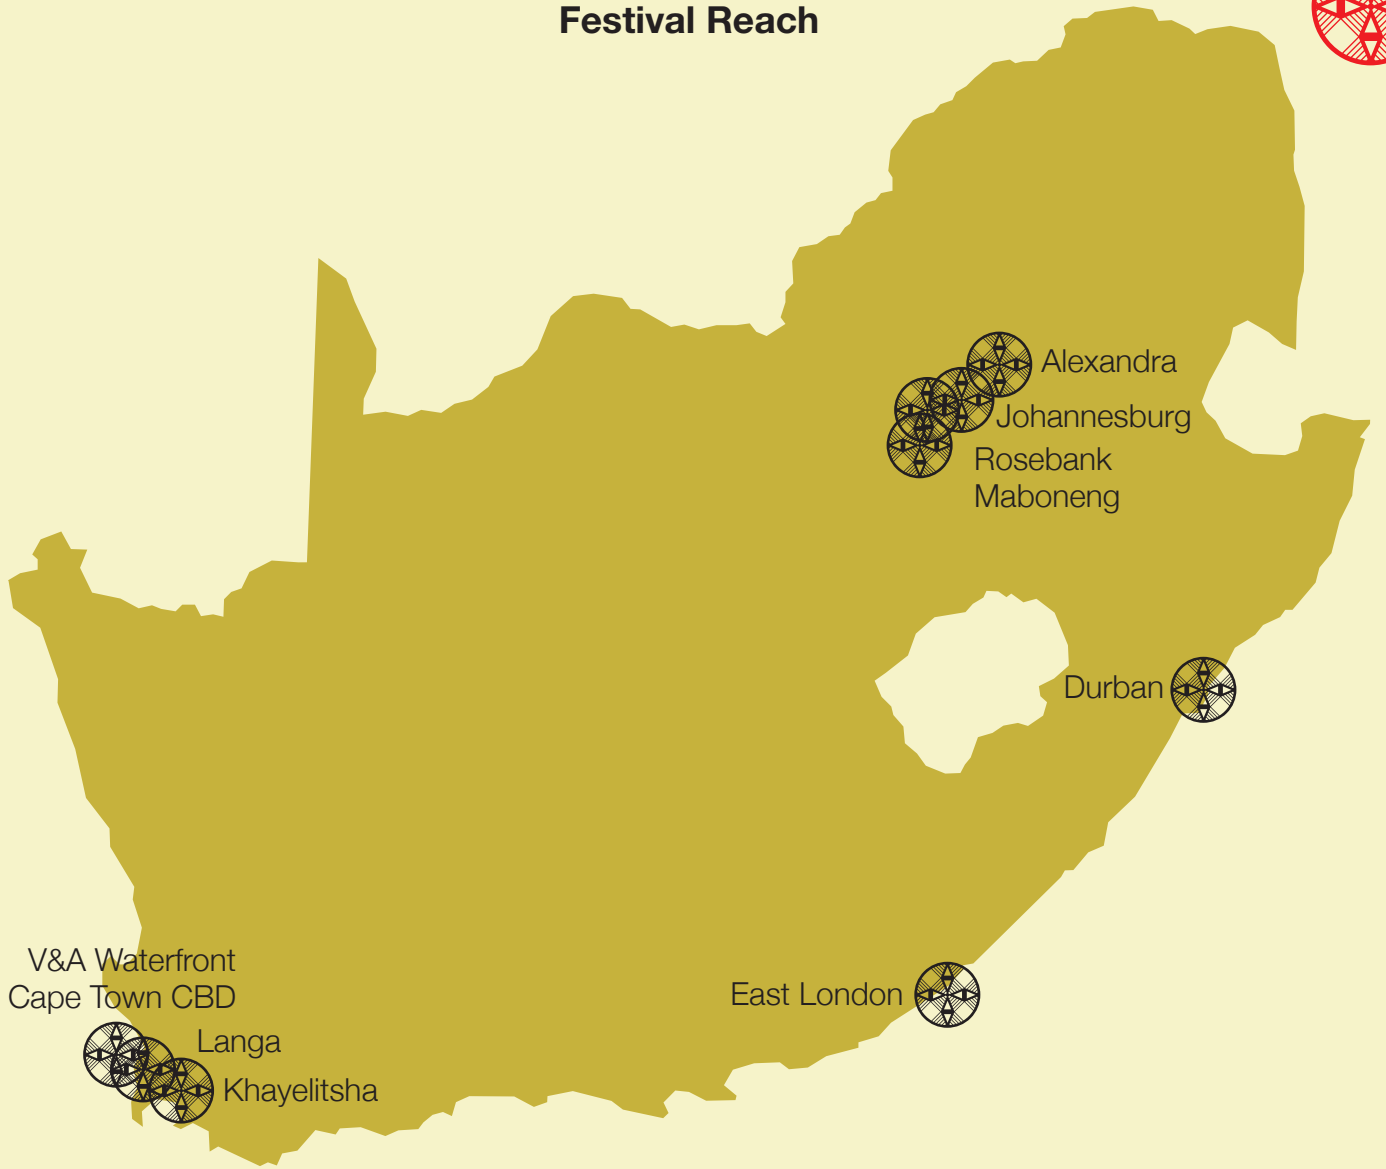 Festival Reach
Alexandra
Johannesburg
Rosebank
Maboneng
Durban
V&A Waterfront
Cape Town CBD
East London
Langa
Khayelitsha